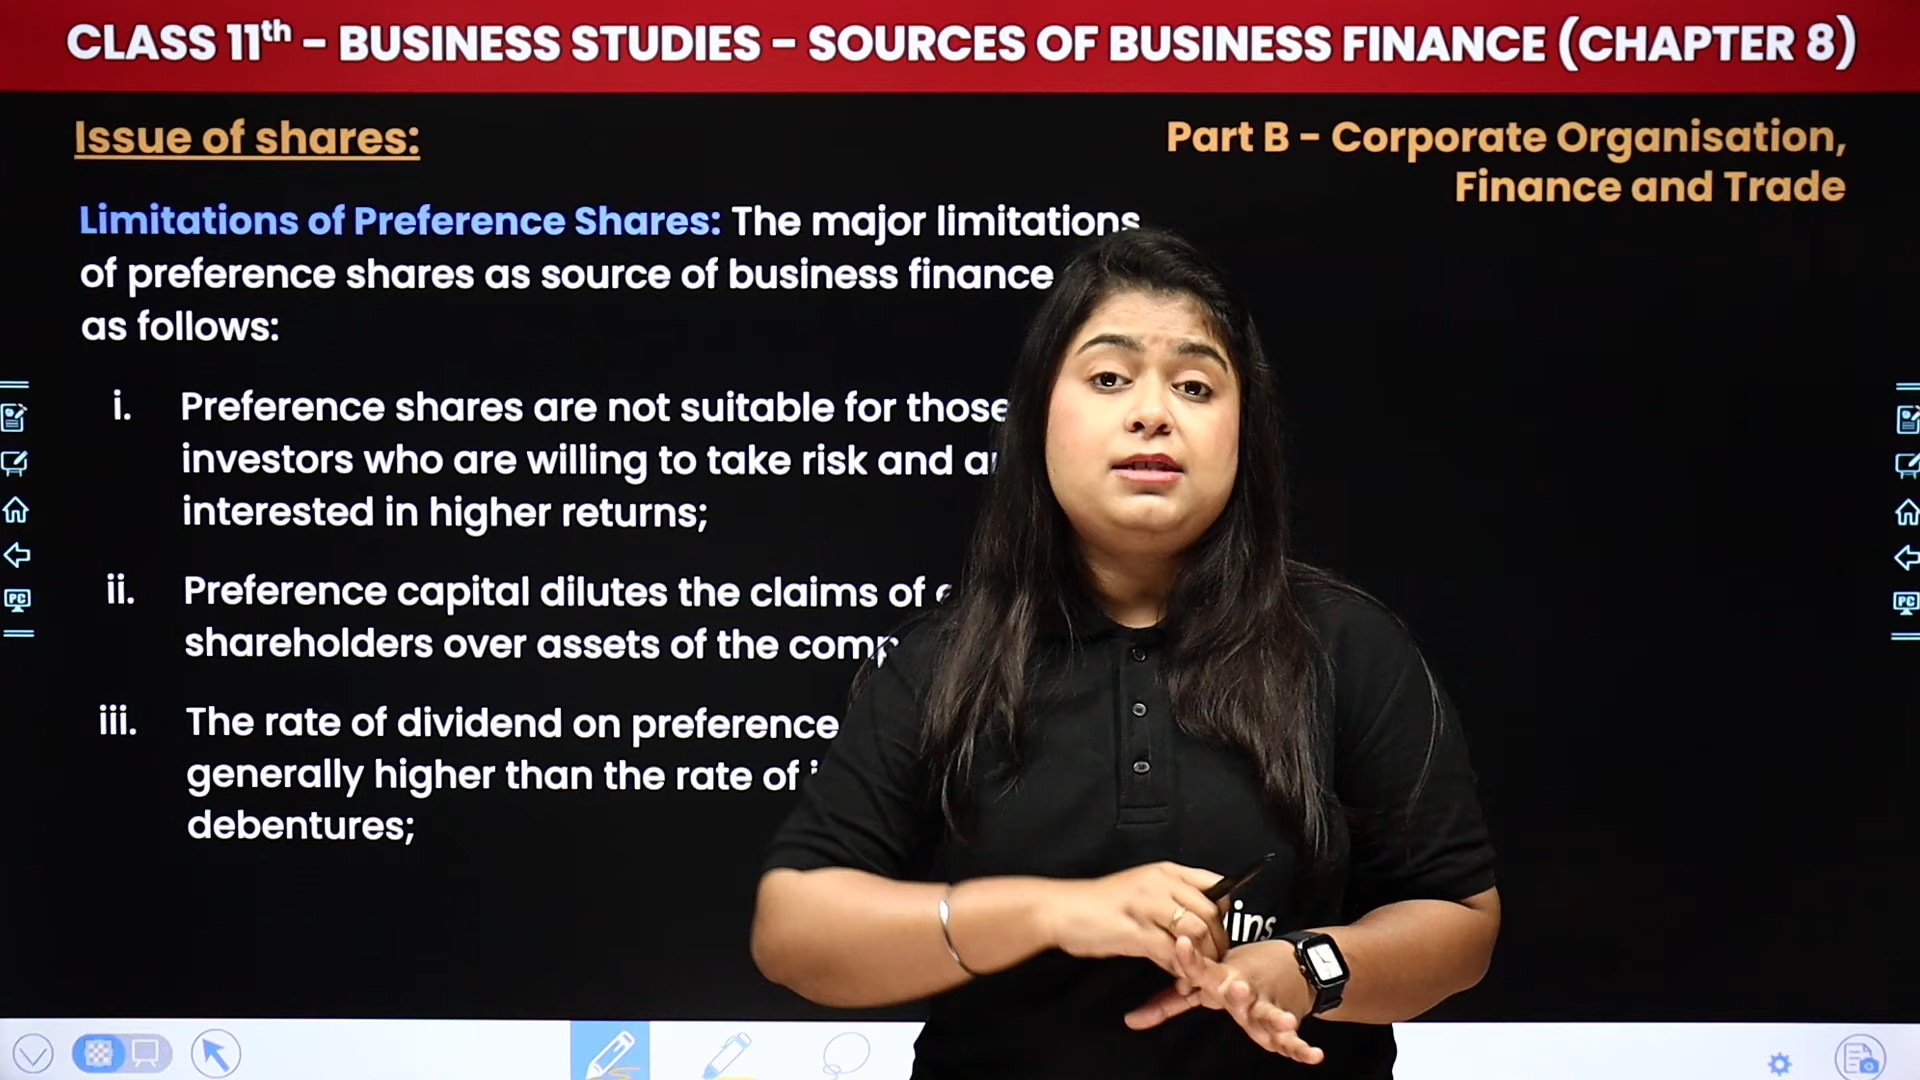 CLASS 11th - BUSINESS STUDIES - SOURCES OF BUSINESS FINANCE (CHAPTER 8)
Issue of shares:
Part B - Corporate Organisation,
Finance and Trade
Limitations of Preference Shares: The major limitations
of preference shares as source of business finance
as follows:
i. Preference shares are not suitable for those
investors who are willing to take risk and
interested in higher returns;
ii. Preference capital dilutes the claims of
shareholders over assets of the
iii. The rate of dividend on preference
generally higher than the rate of
debentures;
PC
PC